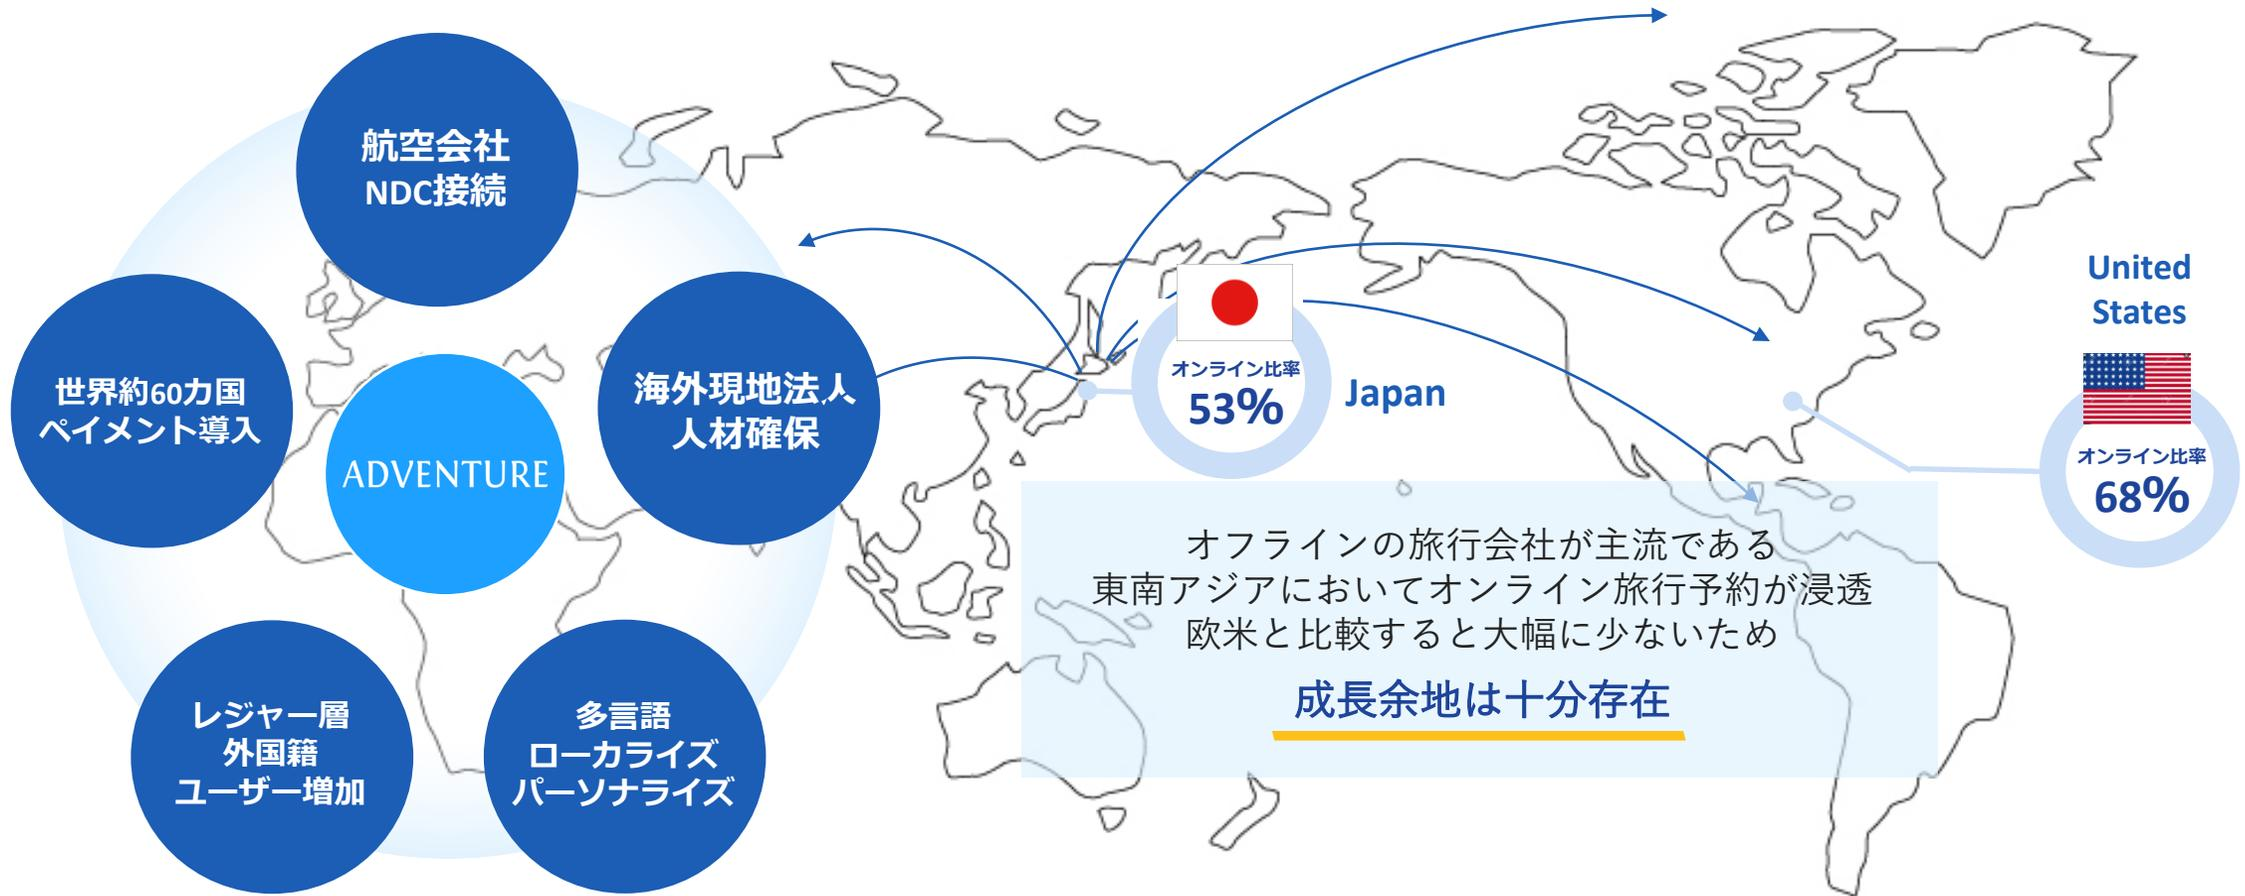 航空会社
NDC接続
世界約60カ国
ペイメント導入
海外現地法人
人材確保
ADVENTURE
レジャー層
外国籍
ユーザー増加
多言語
ローカライズ
パーソナライズ
オンライン比率
53%
Japan
United
States
オンライン比率
68%
オフラインの旅行会社が主流である
東南アジアにおいてオンライン旅行予約が浸透
欧米と比較すると大幅に少ないため
成長余地は十分存在